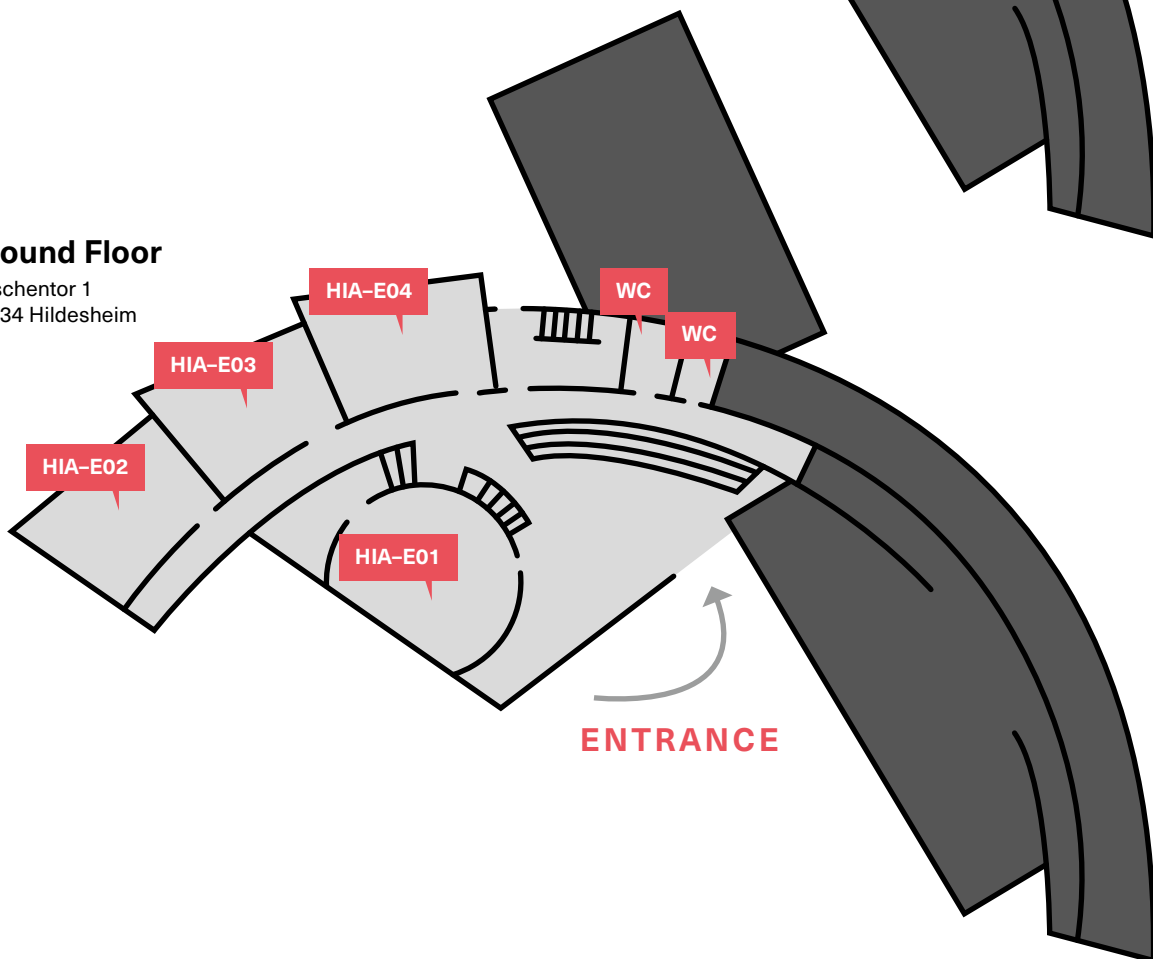 ound Floor
schentor 1
34 Hildesheim
HIA–E04
WC
WC
HIA–E03
HIA–E02
HIA–E01
ENTRANCE